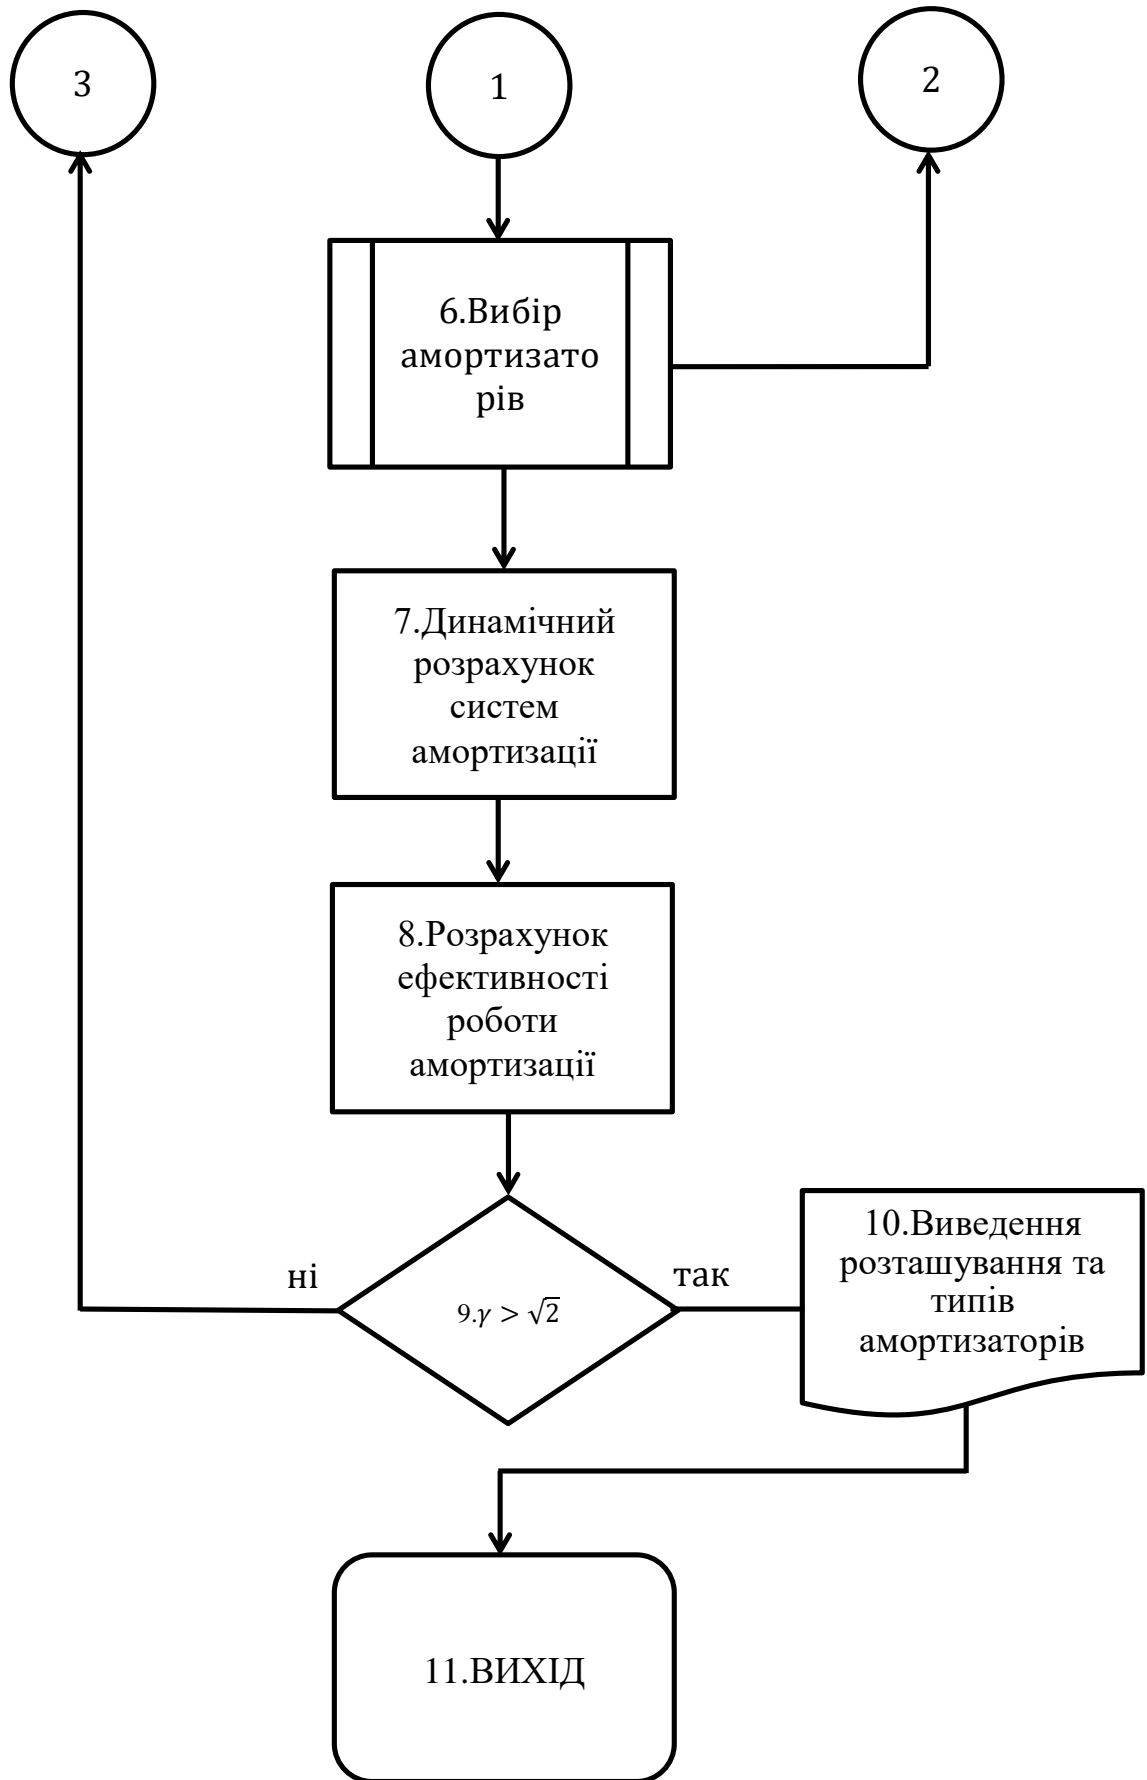 3
1
2
6.Вибір
амортизато
рів
7.Динамічний
розрахунок
систем
амортизації
8.Розрахунок
ефективності
роботи
амортизації
ні
9.γ > √2
так
10.Виведення
розташування та
типів
амортизаторів
11.ВИХІД